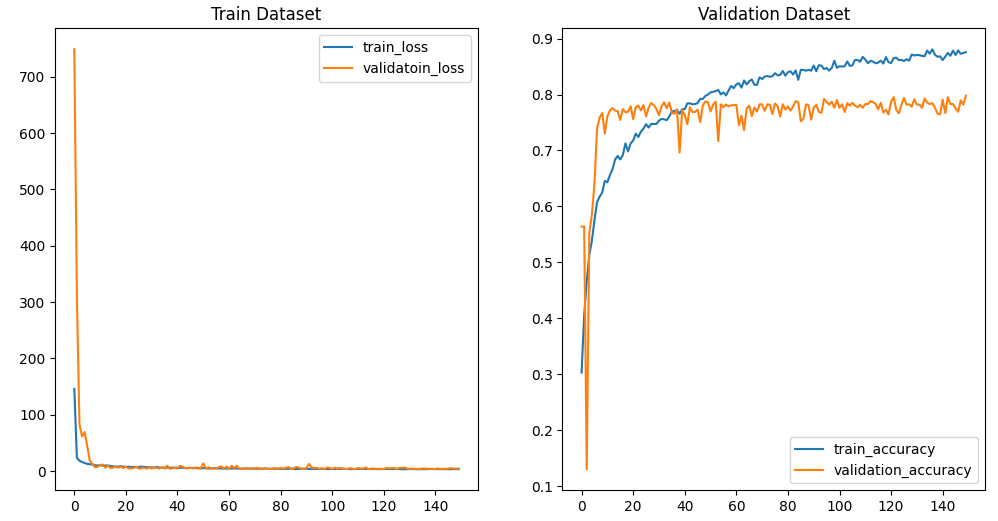 Train Dataset
train_loss
validatoin_loss
700
600
500
400
300
200
100
0
0 20 40 60 80 100 120 140
Validation Dataset
0.9
0.8
0.7
0.6
0.5
0.4
0.3
0.2
0.1
train_accuracy
validation_accuracy
0 20 40 60 80 100 120 140